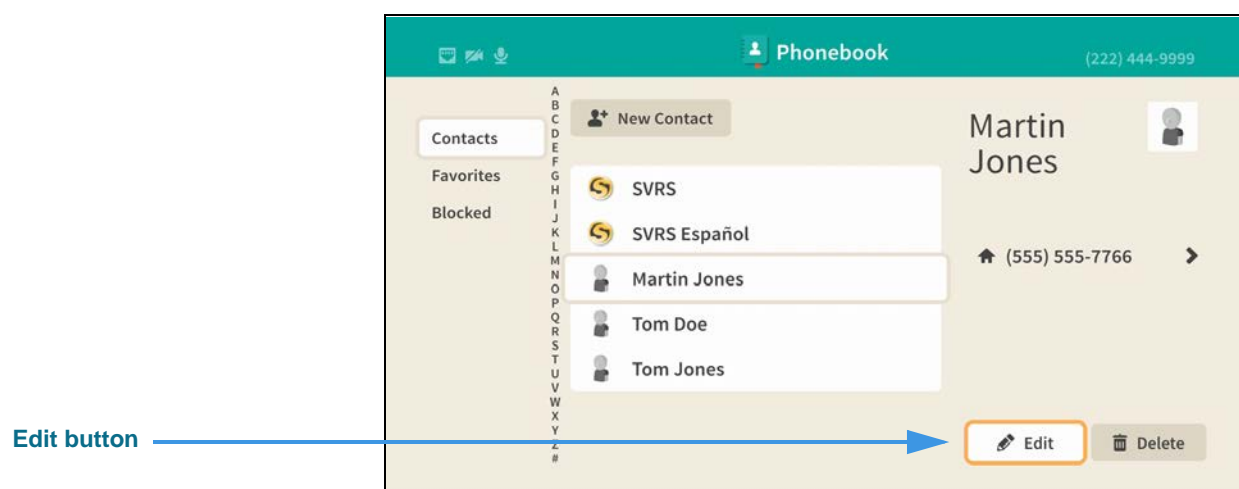 Phonebook
(222) 444-9999
Contacts
Favorites
Blocked
A
B
C
D
E
F
G
H
I
J
K
L
M
N
O
P
Q
R
S
T
U
V
W
X
Y
Z
#
New Contact
SVRS
SVRS Español
Martin Jones
Tom Doe
Tom Jones
Martin
Jones
(555) 555-7766
Edit button
Edit
Delete